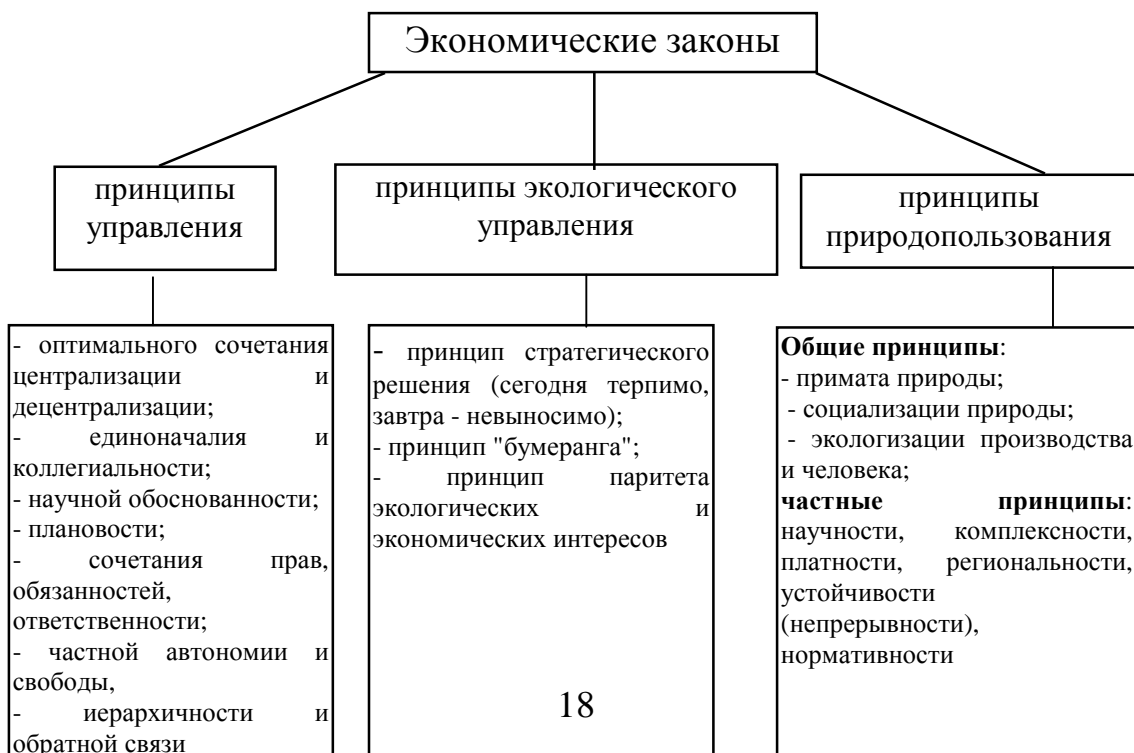 Экономические законы
принципы
управления
принципы экологического
управления
принципы
природопользования
- оптимального сочетания
централизации и
децентрализации;
- единоначалия и
коллегиальности;
- научной обоснованности;
- плановости;
- сочетания прав,
обязанностей,
ответственности;
- частной автономии и
свободы,
- иерархичности и
обратной связи
- принцип стратегического
решения (сегодня терпимо,
завтра - невыносимо);
- принцип "бумеранга";
- принцип паритета
экологических и
экономических интересов
Общие принципы:
- примата природы;
- социализации природы;
- экологизации производства
и человека;
частные принципы:
научности, комплексности,
платности, региональности,
устойчивости
(непрерывности),
нормативности
18